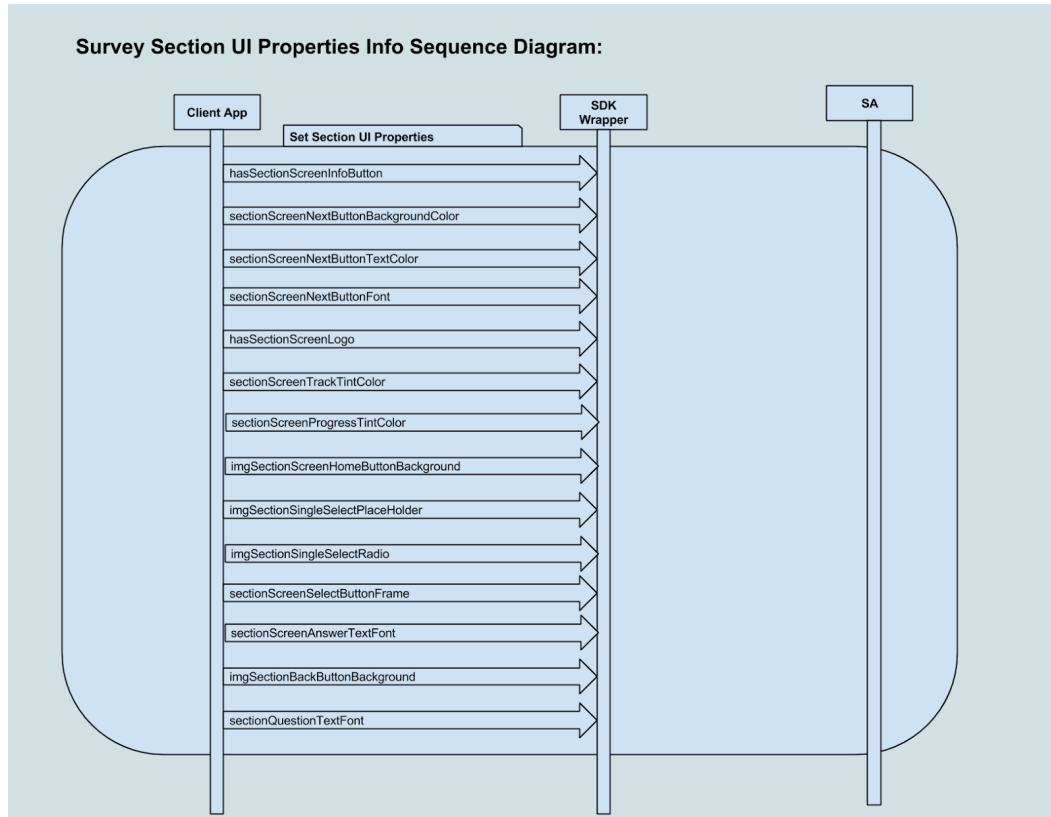 Survey Section UI Properties Info Sequence Diagram:
Client App
SDK
Wrapper
SA
Set Section UI Properties
hasSectionScreenInfoButton
sectionScreenNextButtonBackgroundColor
sectionScreenNextButtonTextColor
sectionScreenNextButtonFont
hasSectionScreenLogo
sectionScreenTrackTintColor
sectionScreenProgressTintColor
imgSectionScreenHomeButtonBackground
imgSectionSingleSelectPlaceHolder
imgSectionSingleSelectRadio
sectionScreenSelectButtonFrame
sectionScreenAnswerTextFont
imgSectionBackButtonBackground
sectionQuestionTextFont